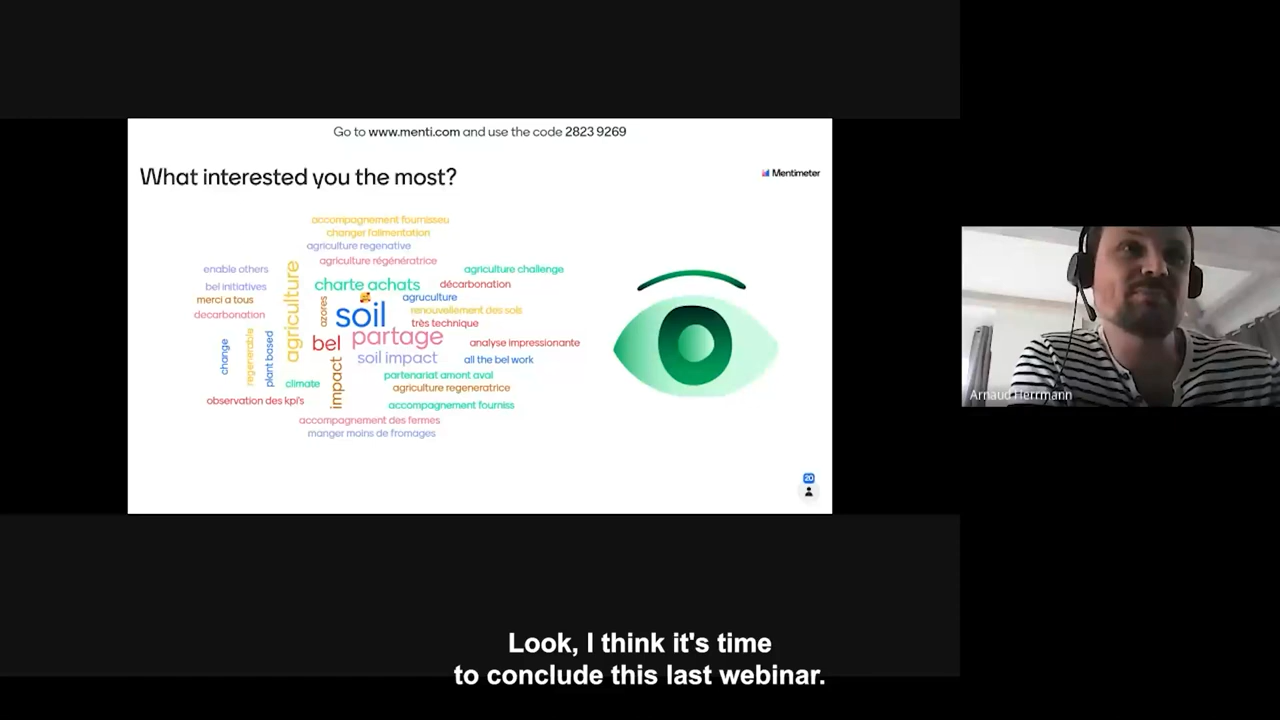 Go to www.menti.com and use the code 2823 9269
What interested you the most?
Mentimeter
accompagnement fournisseu
changer l'alimentation
agriculture regenative
agriculture régénératrice
enable others
agriculture challenge
bel initiatives
charte achats
décarbonation
merci a tous
agriculture
azores
agruculture
decarbonation
soil
renouvellement des sols
très technique
change
regenerable
plant based
bel
partage
analyse impressionante
soil impact
all the bel work
climate
impact
partenariat amont aval
agriculture regeneratrice
observation des kpi's
accompagnement fourniss
accompagnement des fermes
manger moins de fromages
20
Arnaud Herrmann
Look, I think it's time
to conclude this last webinar.